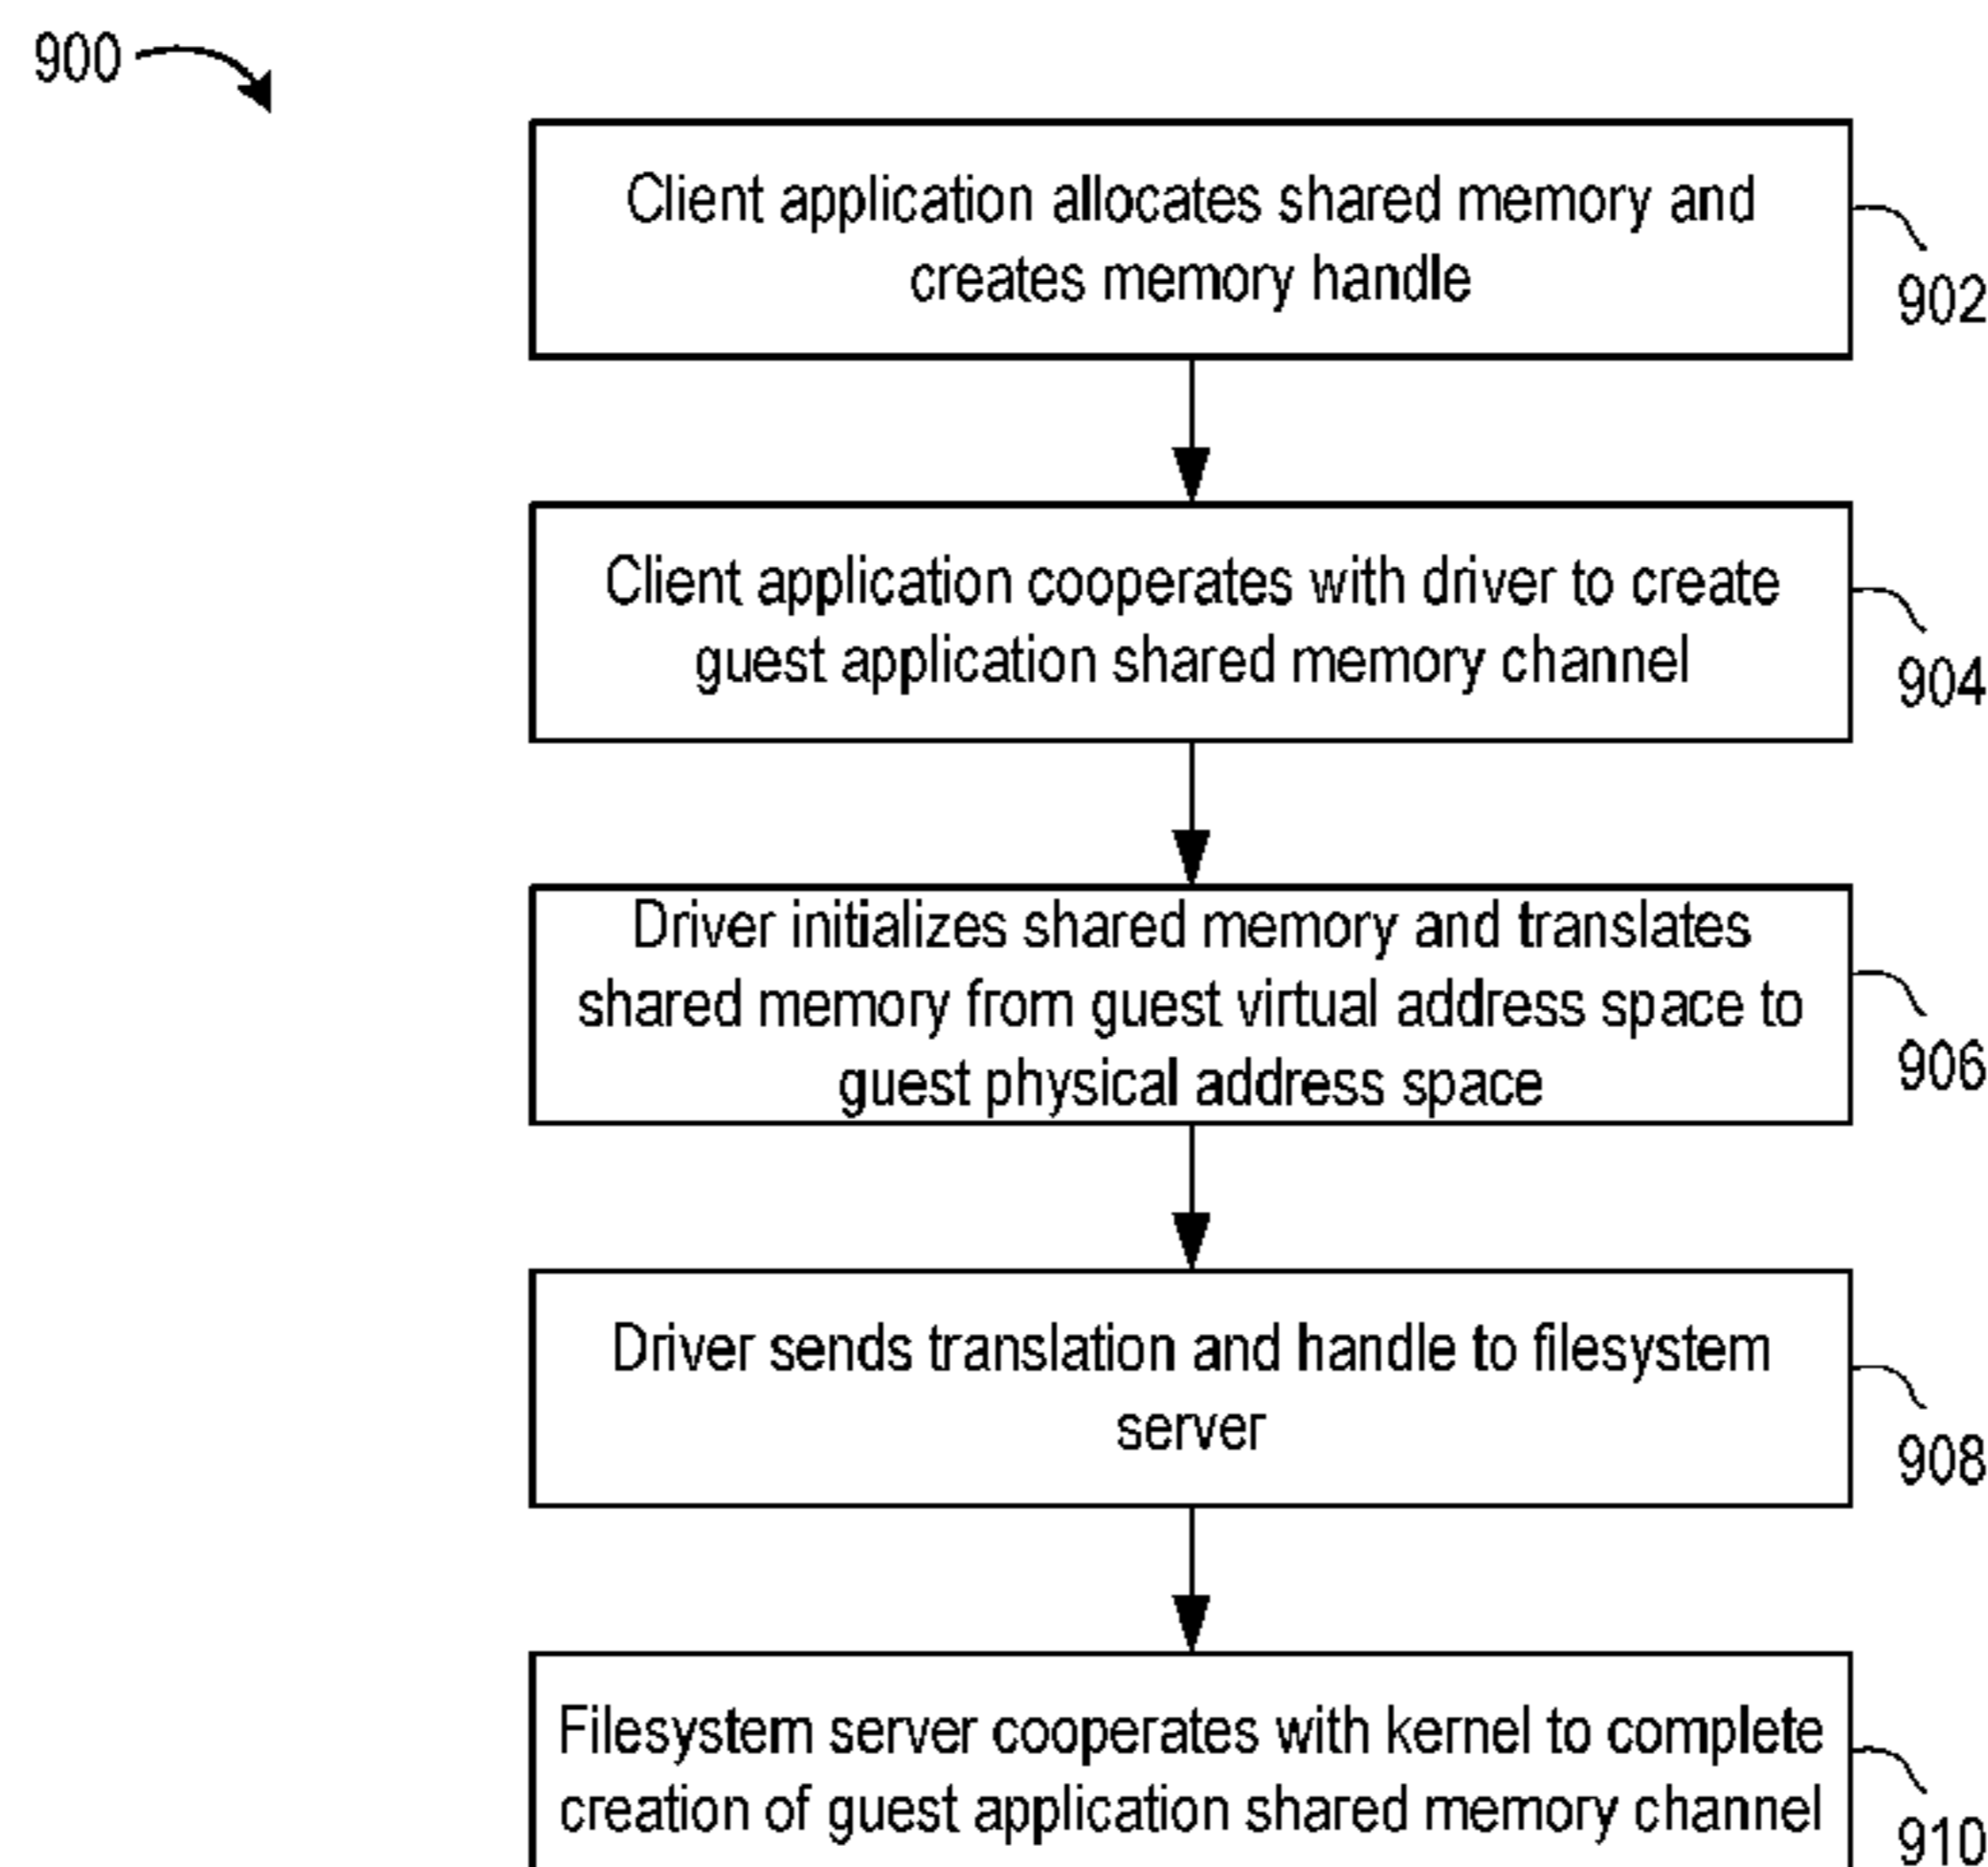 900
Client application allocates shared memory and
creates memory handle
902
Client application cooperates with driver to create
guest application shared memory channel
904
Driver initializes shared memory and translates
shared memory from guest virtual address space to
guest physical address space
906
Driver sends translation and handle to filesystem
server
908
Filesystem server cooperates with kernel to complete
creation of guest application shared memory channel
910